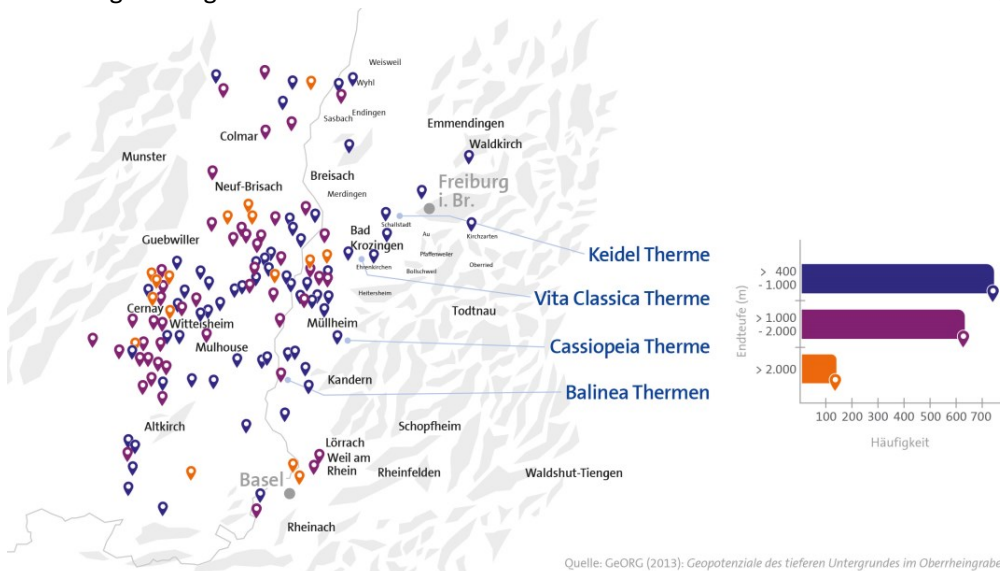 Weisweil
Wyhl
Endingen
Sasbach
Emmendingen
Colmar
Waldkirch
Munster
Breisach
Freiburg
i. Br.
Neuf-Brisach
Merdingen
Schallstadt
Au
Kirchzarten
Guebwiller
Bad
Krozingen
Pfaffenweiler
Keidel Therme
Ehrenkirchen
Bollschweil
Oberried
Heitersheim
Vita Classica Therme
Cernay
Wittelsheim
Müllheim
Todtnau
Mulhouse
Cassiopeia Therme
Kandern
Balinea Thermen
Altkirch
Schopfheim
Lörrach
Weil am
Rhein
Rheinfelden
Waldshut-Tiengen
Basel
Rheinach
Endteufe (m)
> 400
- 1.000
> 1.000
- 2.000
> 2.000
100 200 300 400 500 600 700
Häufigkeit
Quelle: GeORG (2013): Geopotenziale des tieferen Untergrundes im Oberrheingrabe